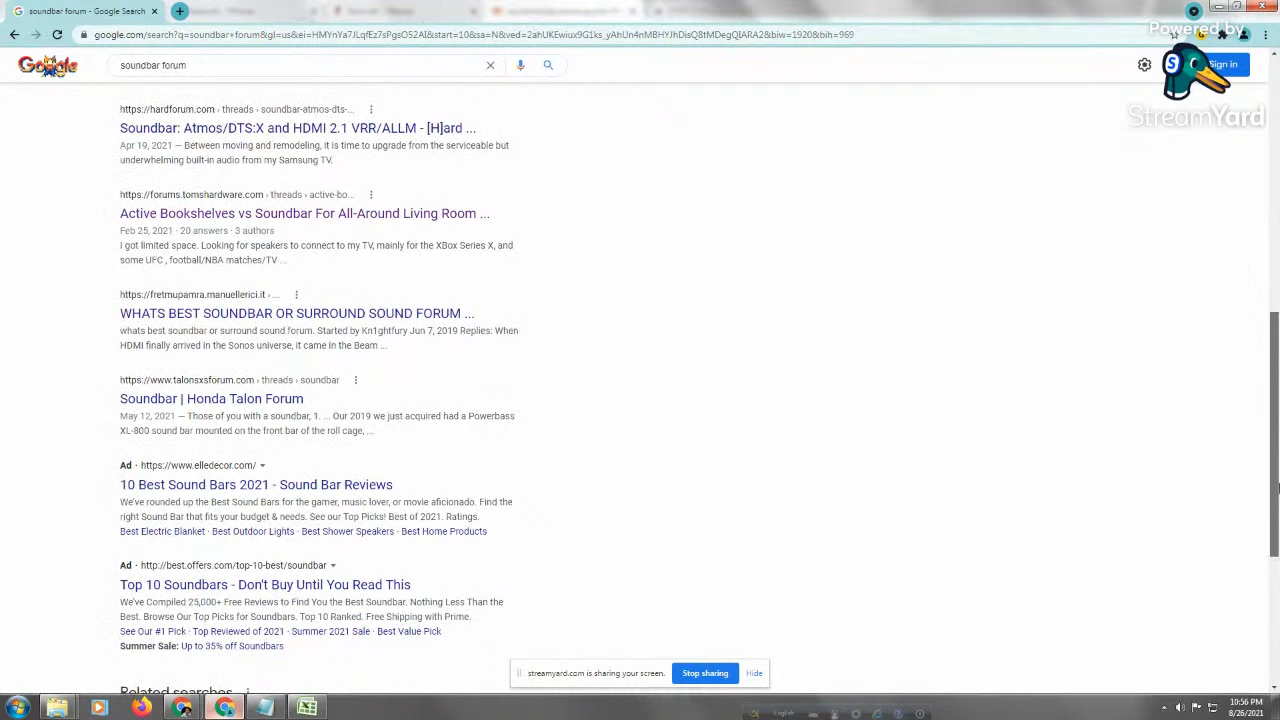 soundbar forum - Google Search
google.com/search?q=soundbar+forum&gl=us&ei=HMYnYa7LqfEz7sPgsO52AI&start=10&sa=N&ved=2ahUKEwiux9G1ks_yAhUn4nMBHYJhDisQ8tMDegQIARA2&biw=1920&bih=969
Powered by
StreamYard
Google
soundbar forum
Sign in
https://hardforum.com › threads › soundbar-atmos-dts-...
Soundbar: Atmos/DTS:X and HDMI 2.1 VRR/ALLM - [H]ard ...
Apr 19, 2021 — Between moving and remodeling, it is time to upgrade from the serviceable but
underwhelming built-in audio from my Samsung TV.
https://forums.tomshardware.com › threads › active-bo...
Active Bookshelves vs Soundbar For All-Around Living Room ...
Feb 25, 2021 · 20 answers · 3 authors
I got limited space. Looking for speakers to connect to my TV, mainly for the XBox Series X, and
some UFC , football/NBA matches/TV ...
https://fretmupamra.manuellerici.it › ...
WHATS BEST SOUNDBAR OR SURROUND SOUND FORUM ...
whats best soundbar or surround sound forum. Started by Kn1ghtfury Jun 7, 2019 Replies: When
HDMI finally arrived in the Sonos universe, it came in the Beam ...
https://www.talonsxsforum.com › threads › soundbar
Soundbar | Honda Talon Forum
May 12, 2021 — Those of you with a soundbar, 1. ... Our 2019 we just acquired had a Powerbass
XL-800 sound bar mounted on the front bar of the roll cage, ...
Ad · https://www.elledecor.com/
10 Best Sound Bars 2021 - Sound Bar Reviews
We've rounded up the Best Sound Bars for the gamer, music lover, or movie aficionado. Find the
right Sound Bar that fits your budget & needs. See our Top Picks! Best of 2021. Ratings.
Best Electric Blanket · Best Outdoor Lights · Best Shower Speakers · Best Home Products
Ad · http://best.offers.com/top-10-best/soundbar
Top 10 Soundbars - Don't Buy Until You Read This
We've Compiled 25,000+ Free Reviews to Find You the Best Soundbar. Nothing Less Than the
Best. Browse Our Top Picks for Soundbars. Top 10 Ranked. Free Shipping with Prime.
See Our #1 Pick · Top Reviewed of 2021 · Summer 2021 Sale · Best Value Pick
Summer Sale: Up to 35% off Soundbars
Related searches
streamyard.com is sharing your screen.
Stop sharing
Hide
English
10:56 PM
8/26/2021